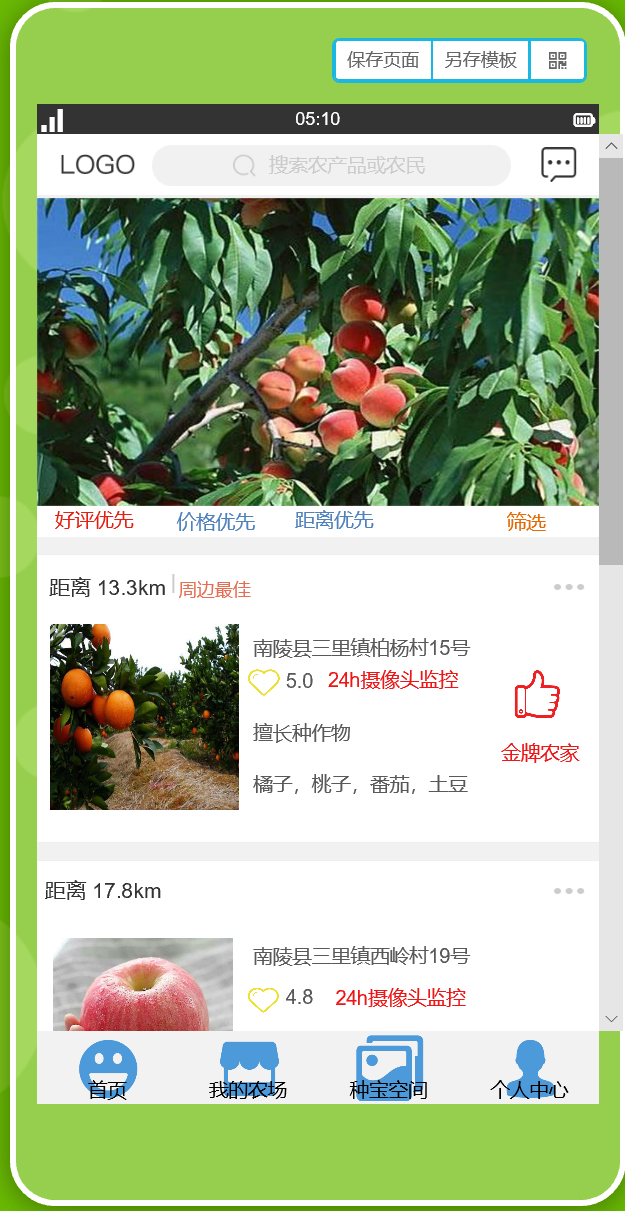 保存页面 另存模板
05:10
LOGO 搜索农产品或农民
好评优先 价格优先 距离优先 筛选
距离 13.3km 周边最佳
南陵县三里镇柏杨村15号
5.0 24h摄像头监控
擅长种作物
金牌农家
橘子，桃子，番茄，土豆
距离 17.8km
南陵县三里镇西岭村19号
4.8 24h摄像头监控
首页 我的农场 种宝空间 个人中心